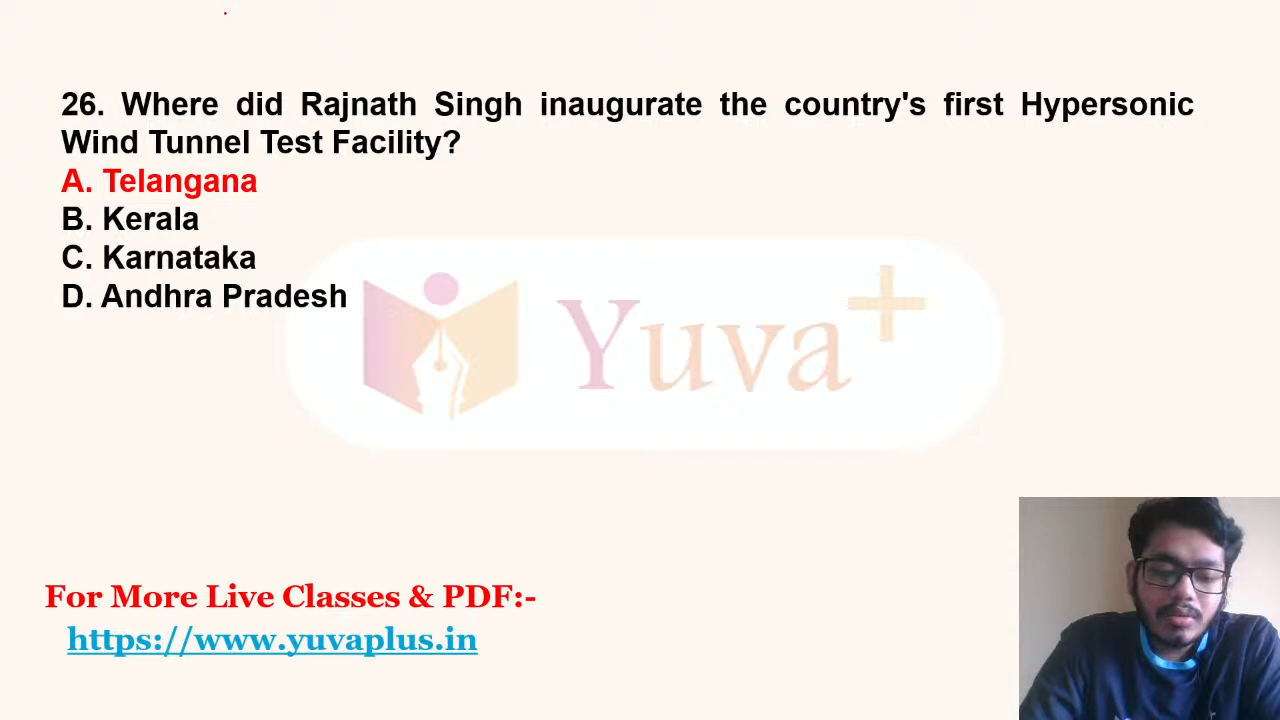 26. Where did Rajnath Singh inaugurate the country's first Hypersonic
Wind Tunnel Test Facility?
A. Telangana
B. Kerala
C. Karnataka
D. Andhra Pradesh
Yuva+
For More Live Classes & PDF:-
https://www.yuvaplus.in